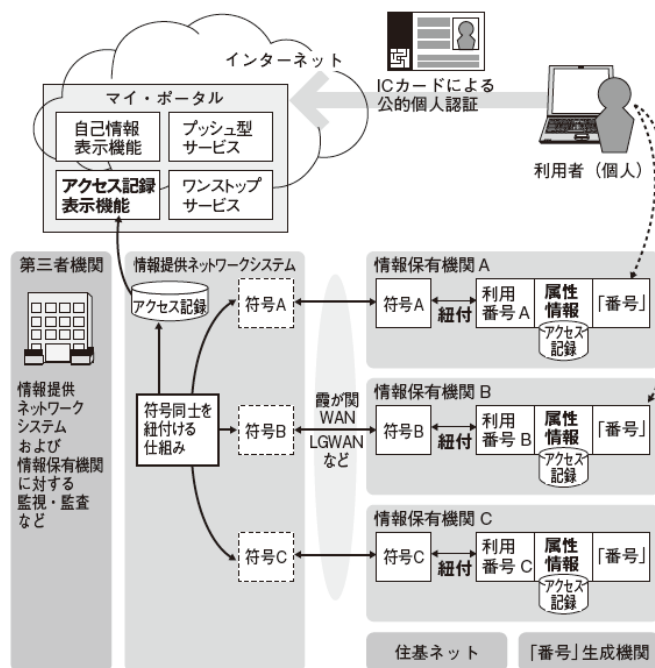 インターネット
ICカードによる
公的個人認証
利用者（個人）
マイ・ポータル
自己情報
表示機能
プッシュ型
サービス
アクセス記録
表示機能
ワンストップ
サービス
第三者機関
情報提供
ネットワーク
システム
および
情報保有機関
に対する
監視・監査
など
情報提供ネットワークシステム
アクセス記録
符号同士を
紐付ける
仕組み
符号A
符号B
符号C
霞が関
WAN
LGWAN
など
情報保有機関 A
符号A
紐付
利用
番号 A
属性
情報
アクセス
記録
「番号」
情報保有機関 B
符号B
紐付
利用
番号 B
属性
情報
アクセス
記録
「番号」
情報保有機関 C
符号C
紐付
利用
番号 C
属性
情報
アクセス
記録
「番号」
住基ネット
「番号」生成機関